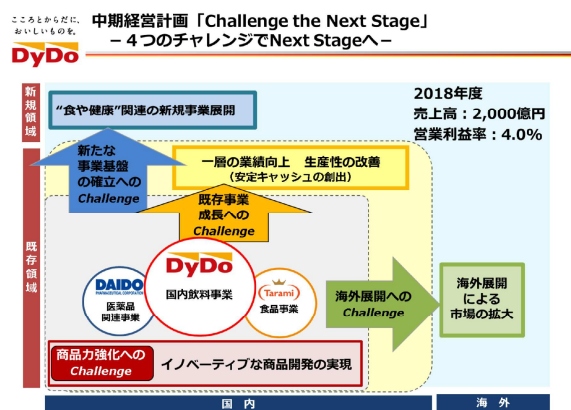 こころとからだに、
おいしいものを。
DyDo
中期経営計画「Challenge the Next Stage」
－４つのチャレンジでNext Stageへ－
新規領域
既存領域
2018年度
売上高：2,000億円
営業利益率：4.0%
“食や健康”関連の新規事業展開
新たな
事業基盤
の確立への
Challenge
一層の業績向上　生産性の改善
（安定キャッシュの創出）
既存事業
成長への
Challenge
DyDo
国内飲料事業
DAIDO
PHARMACEUTICAL CORPORATION
医薬品
関連事業
Tarami
食品事業
海外展開への
Challenge
海外展開
による
市場の拡大
商品力強化への
Challenge
イノベーティブな商品開発の実現
国　内
海　外